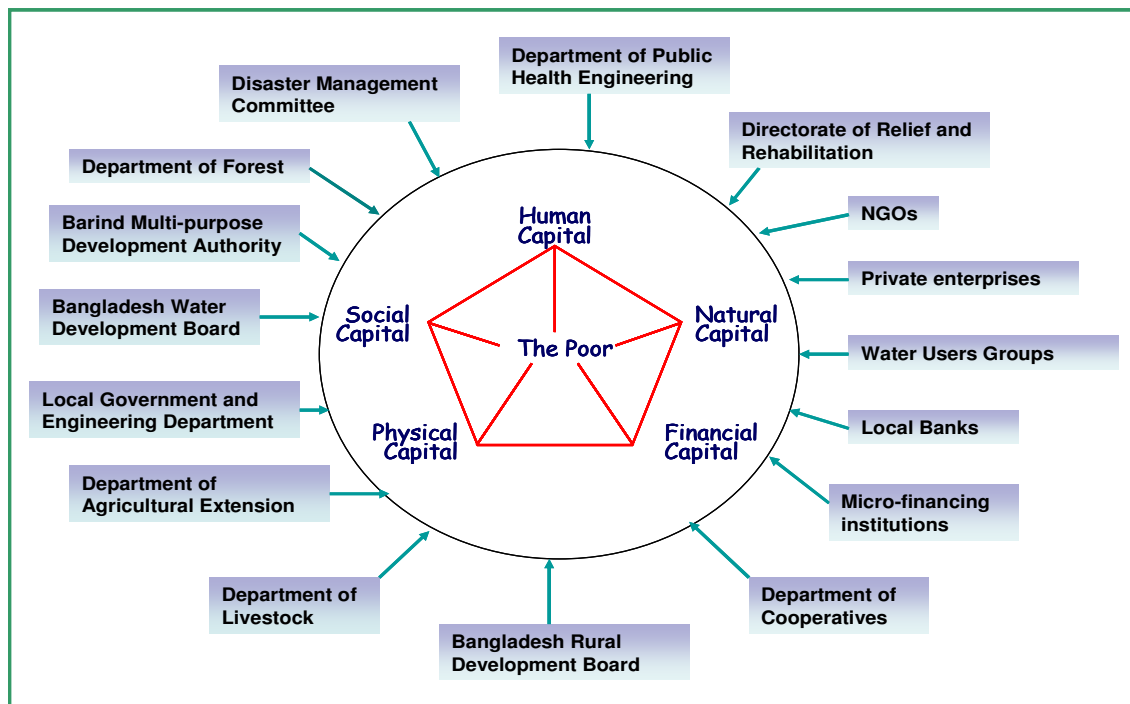 Department of Public
Health Engineering
Disaster Management
Committee
Directorate of Relief and
Rehabilitation
Department of Forest
NGOs
Barind Multi-purpose
Development Authority
Human
Capital
Private enterprises
Bangladesh Water
Development Board
Social
Capital
Natural
Capital
The Poor
Water Users Groups
Local Government and
Engineering Department
Physical
Capital
Financial
Capital
Local Banks
Department of
Agricultural Extension
Micro-financing
institutions
Department of
Livestock
Department of
Cooperatives
Bangladesh Rural
Development Board